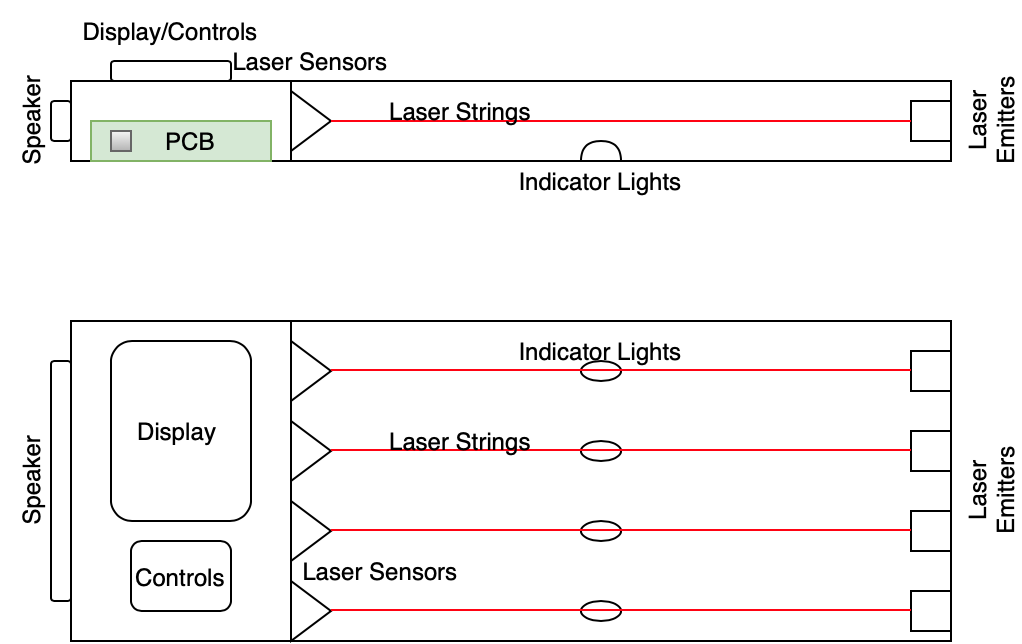 Display/Controls
Laser Sensors
Speaker
Laser Strings
Laser
Emitters
PCB
Indicator Lights
Indicator Lights
Display
Laser Strings
Speaker
Laser
Emitters
Laser Sensors
Controls